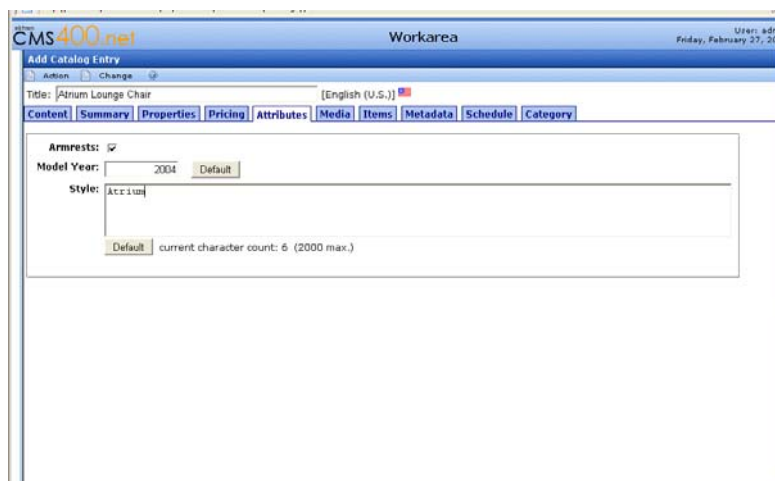 ektron
CMS400.net
Workarea
User: ad
Friday, February 27, 20
Add Catalog Entry
Action Change
Title: Atrium Lounge Chair [English (U.S.)]
Content Summary Properties Pricing Attributes Media Items Metadata Schedule Category
Armrests:
Model Year: 2004 Default
Style: Atrium
Default current character count: 6 (2000 max.)